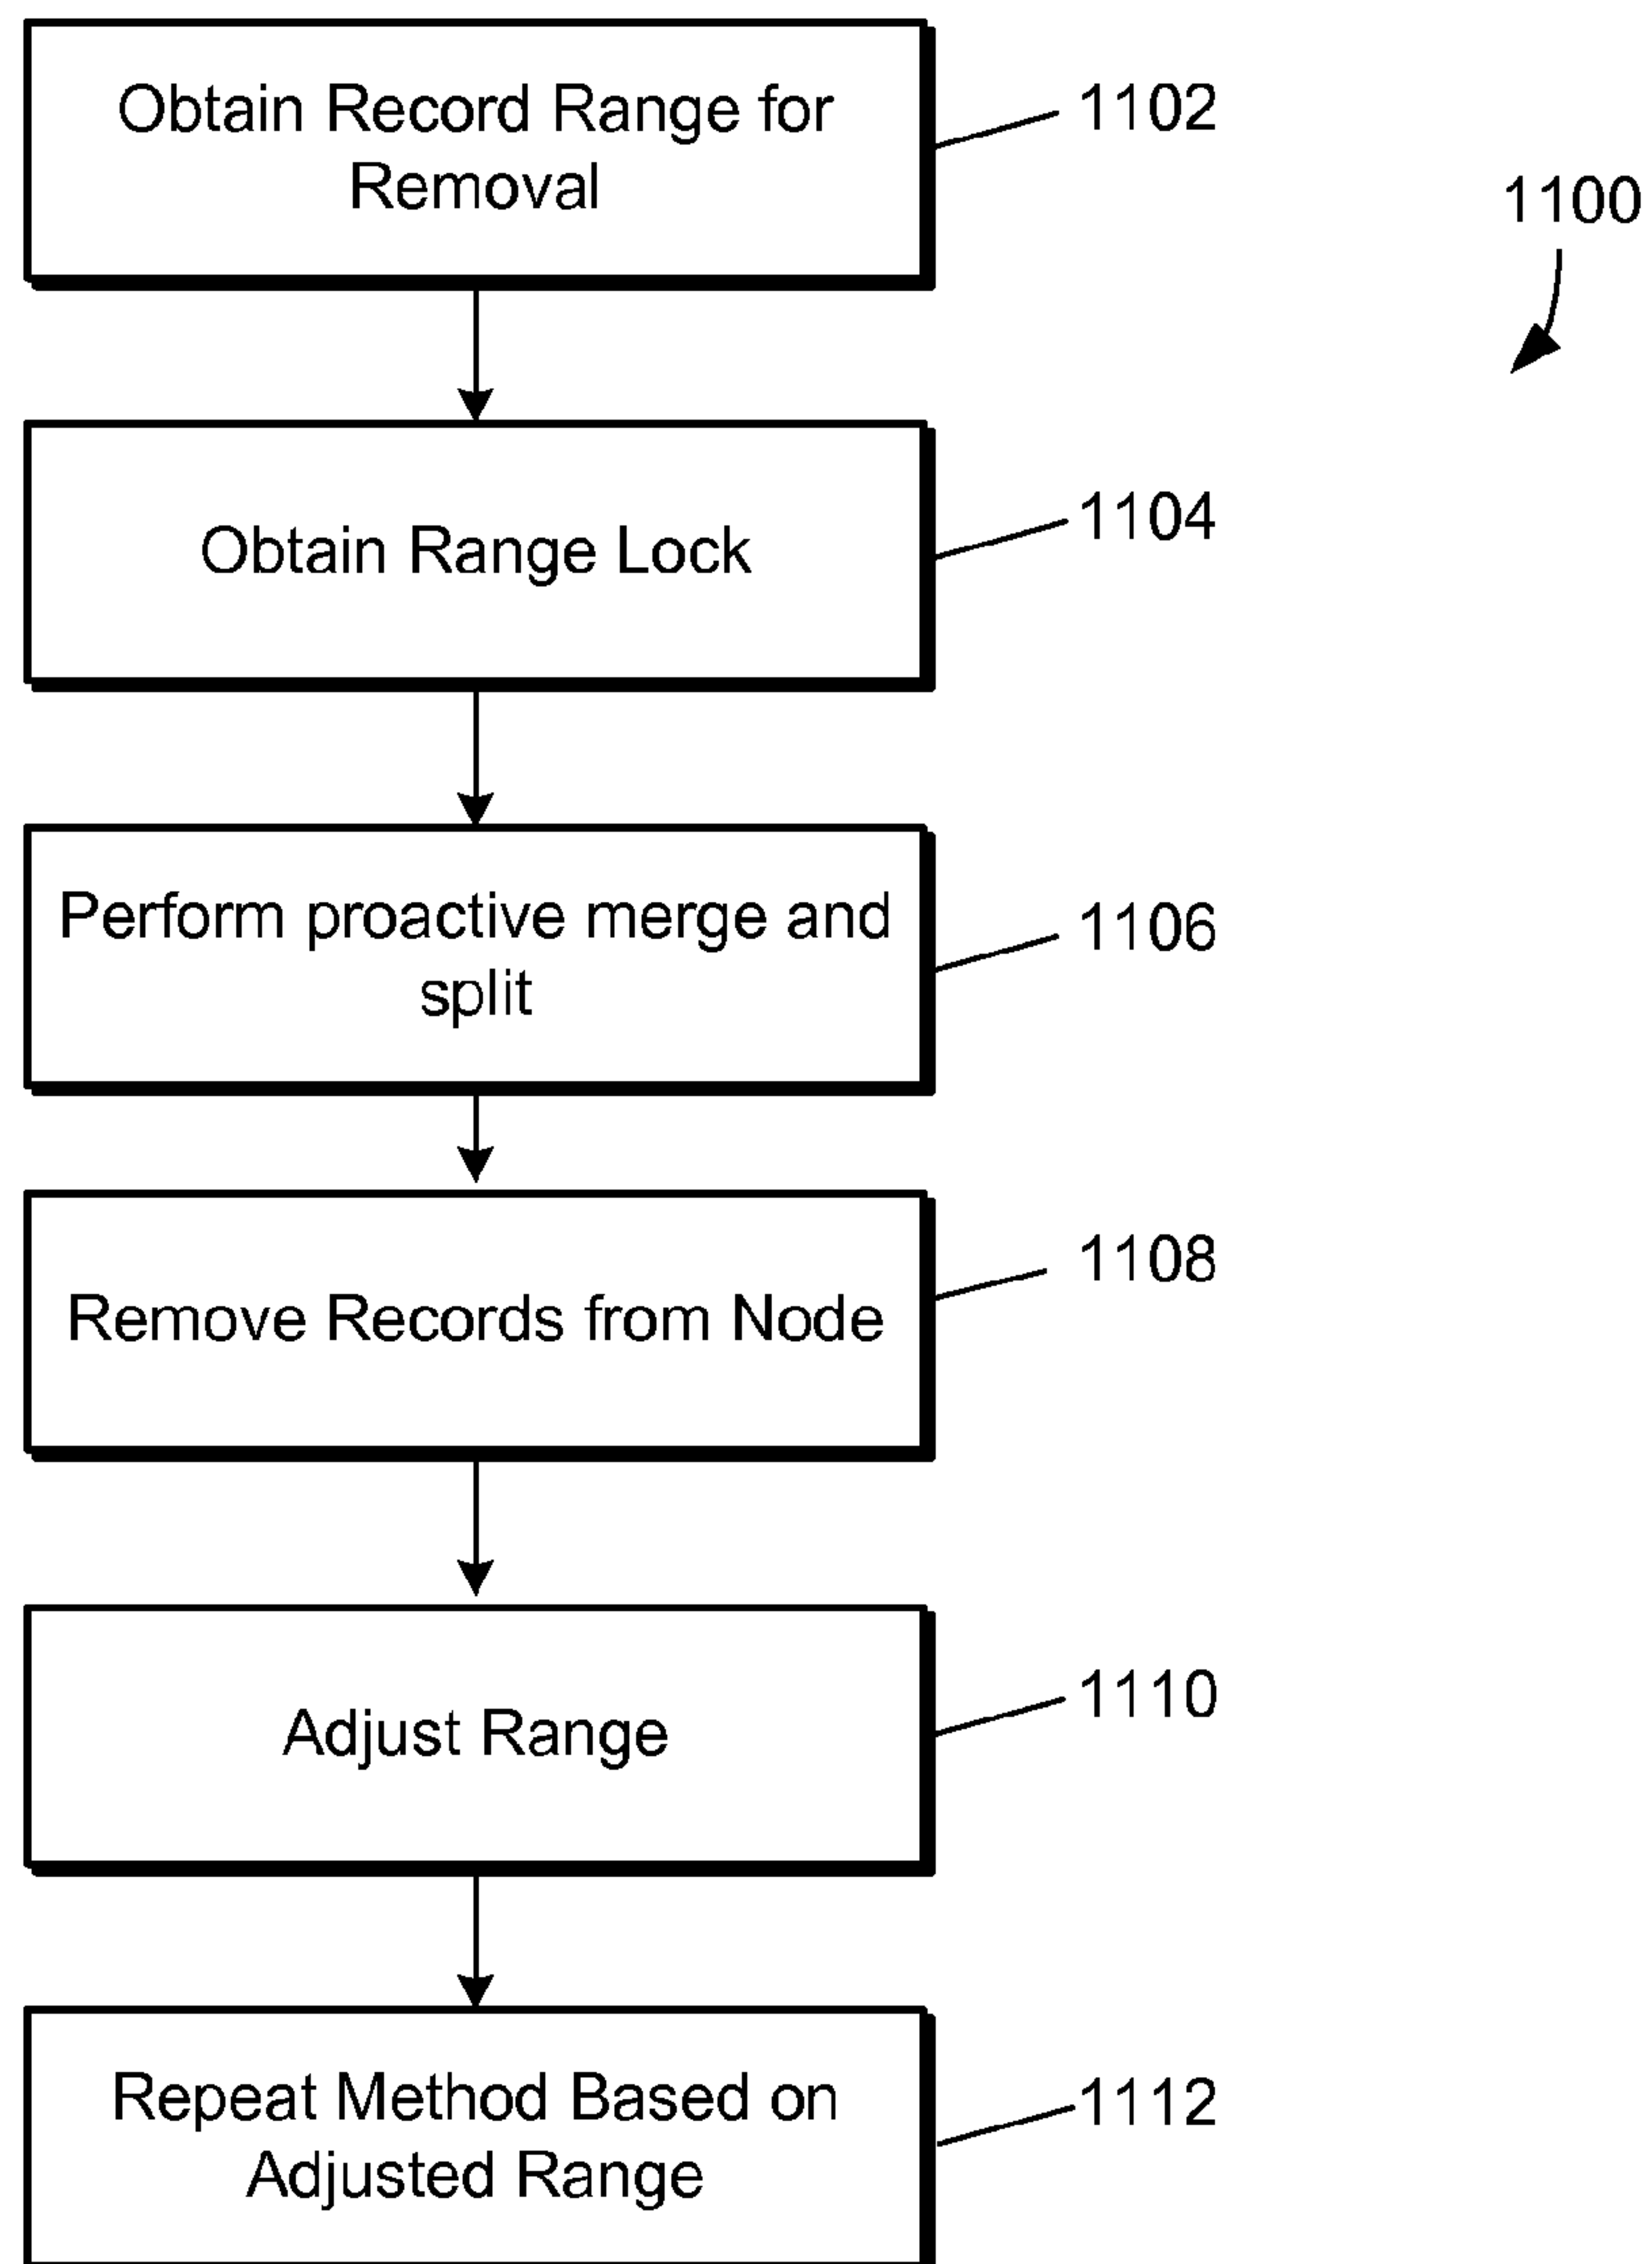 Obtain Record Range for
Removal
1102
1100
Obtain Range Lock
1104
Perform proactive merge and
split
1106
Remove Records from Node
1108
Adjust Range
1110
Repeat Method Based on
Adjusted Range
1112